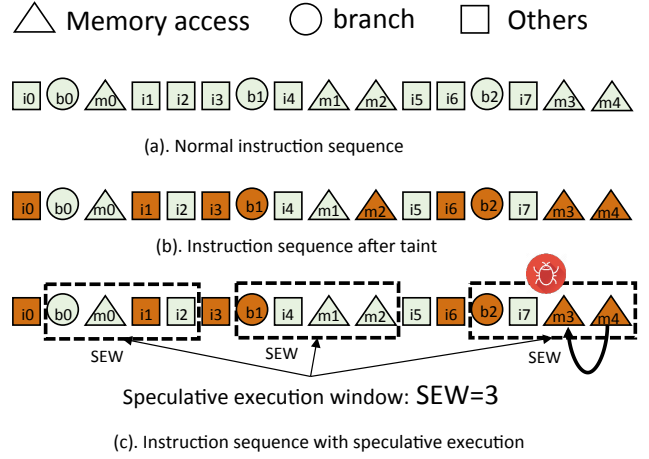 Memory access branch Others
i0 b0 m0 i1 i2 i3 b1 i4 m1 m2 i5 i6 b2 i7 m3 m4
(a). Normal instruction sequence
i0 b0 m0 i1 i2 i3 b1 i4 m1 m2 i5 i6 b2 i7 m3 m4
(b). Instruction sequence after taint
i0 b0 m0 i1 i2 i3 b1 i4 m1 m2 i5 i6 b2 i7 m3 m4
SEW SEW SEW
Speculative execution window: SEW=3
(c). Instruction sequence with speculative execution